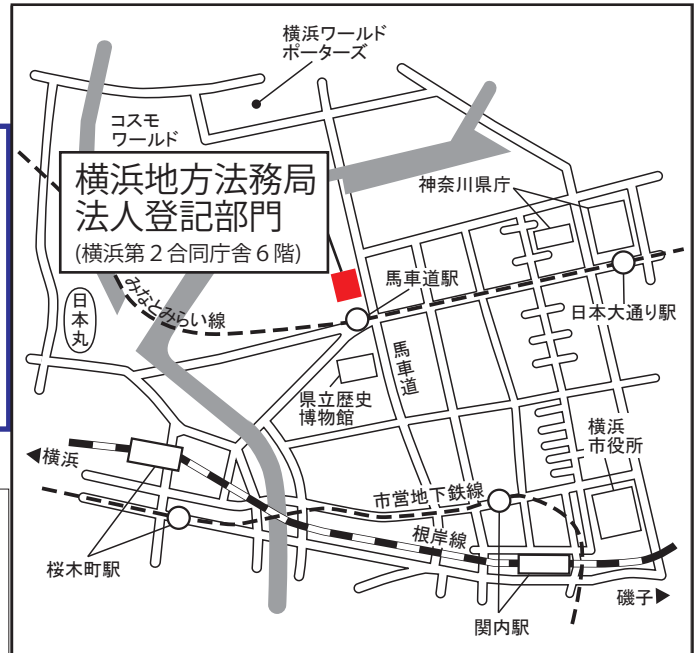 横浜ワールド
ポーターズ
コスモ
ワールド
横浜地方法務局
法人登記部門
(横浜第2合同庁舎6階)
神奈川県庁
馬車道駅
日本大通り駅
みなとみらい線
日本丸
馬車道
県立歴史
博物館
横浜
市役所
◀横浜
市営地下鉄線
根岸線
桜木町駅
磯子▶
関内駅